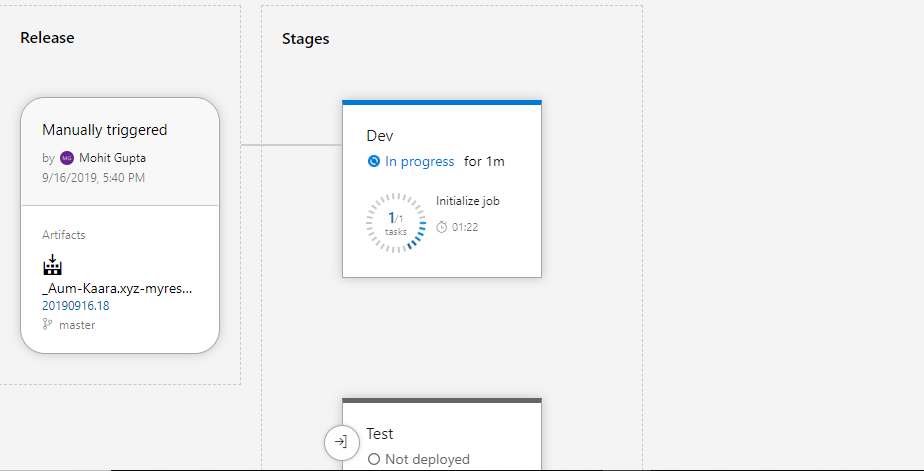 Release
Manually triggered
by MG Mohit Gupta
9/16/2019, 5:40 PM
Artifacts
_Aum-Kaara.xyz-myres...
20190916.18
master
Stages
Dev
In progress for 1m
1/1
tasks
Initialize job
01:22
Test
Not deployed